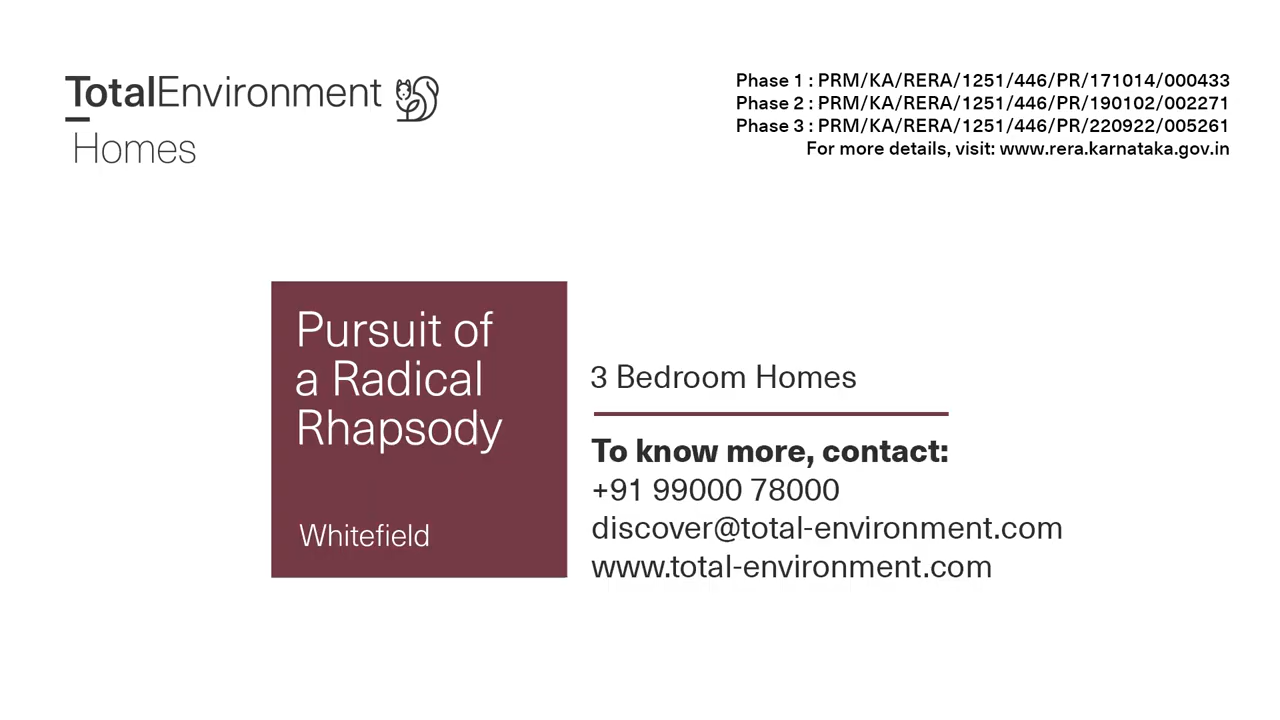 TotalEnvironment
Homes
Phase 1 : PRM/KA/RERA/1251/446/PR/171014/000433
Phase 2 : PRM/KA/RERA/1251/446/PR/190102/002271
Phase 3 : PRM/KA/RERA/1251/446/PR/220922/005261
For more details, visit: www.rera.karnataka.gov.in
Pursuit of
a Radical
Rhapsody
Whitefield
3 Bedroom Homes
To know more, contact:
+91 99000 78000
discover@total-environment.com
www.total-environment.com